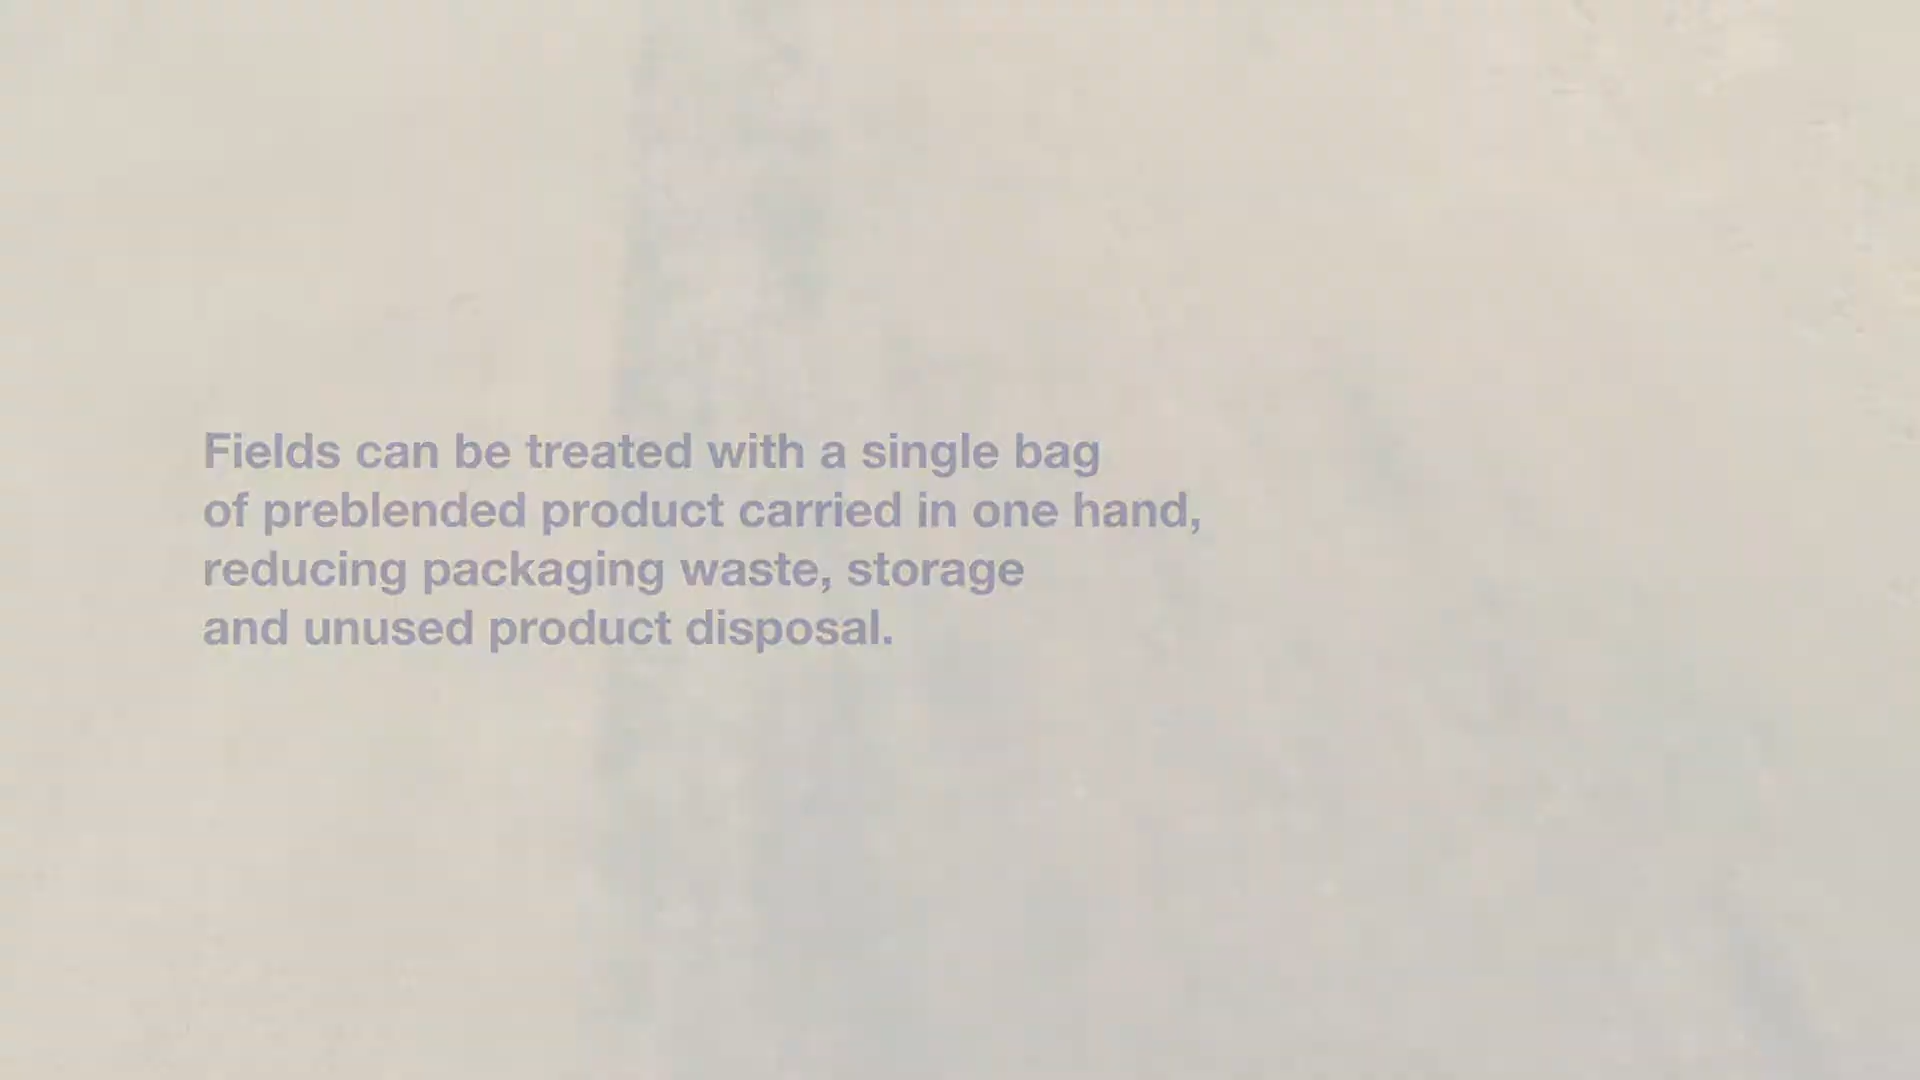 Fields can be treated with a single bag
of preblended product carried in one hand,
reducing packaging waste, storage
and unused product disposal.